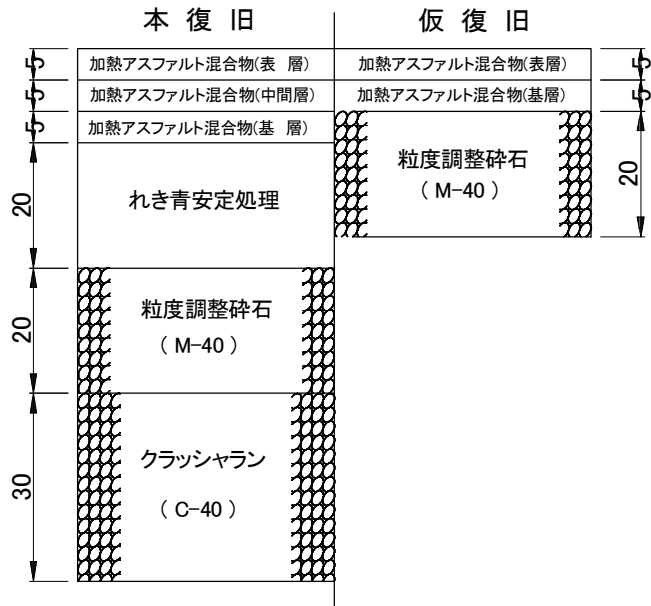 本 復 旧
仮 復 旧
5
加熱アスファルト混合物(表 層)
加熱アスファルト混合物(表層)
5
5
加熱アスファルト混合物(中間層)
加熱アスファルト混合物(基層)
5
5
加熱アスファルト混合物(基 層)
20
れき青安定処理
粒度調整砕石
( M-40 )
20
20
粒度調整砕石
( M-40 )
30
クラッシャラン
( C-40 )